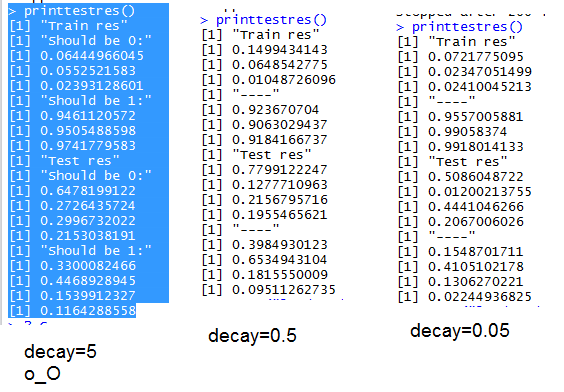 > printtestres()
[1] "Train res"
[1] "Should be 0:"
[1] 0.06444966045
[1] 0.0552521583
[1] 0.02393128601
[1] "Should be 1:"
[1] 0.9461120572
[1] 0.9505488598
[1] 0.9741779583
[1] "Test res"
[1] "Should be 0:"
[1] 0.6478199122
[1] 0.2726435724
[1] 0.2996732022
[1] 0.2153038191
[1] "Should be 1:"
[1] 0.3300082466
[1] 0.4468928945
[1] 0.1539912327
[1] 0.1164288558
decay=5
o_O
> printtestres()
[1] "Train res"
[1] 0.1499434143
[1] 0.0648542775
[1] 0.01048726096
[1] "----"
[1] 0.923670704
[1] 0.9063029437
[1] 0.9184166737
[1] "Test res"
[1] 0.7799122247
[1] 0.1277710963
[1] 0.2156795716
[1] 0.1955465621
[1] "----"
[1] 0.3984930123
[1] 0.6534943104
[1] 0.1815550009
[1] 0.09511262735
decay=0.5
> printtestres()
[1] "Train res"
[1] 0.0721775095
[1] 0.02347051499
[1] 0.02410045213
[1] "----"
[1] 0.9557005881
[1] 0.99058374
[1] 0.9918014133
[1] "Test res"
[1] 0.5086048722
[1] 0.01200213755
[1] 0.4441046266
[1] 0.2067006026
[1] "----"
[1] 0.1548701711
[1] 0.4105102178
[1] 0.1306270221
[1] 0.02244936825
decay=0.05